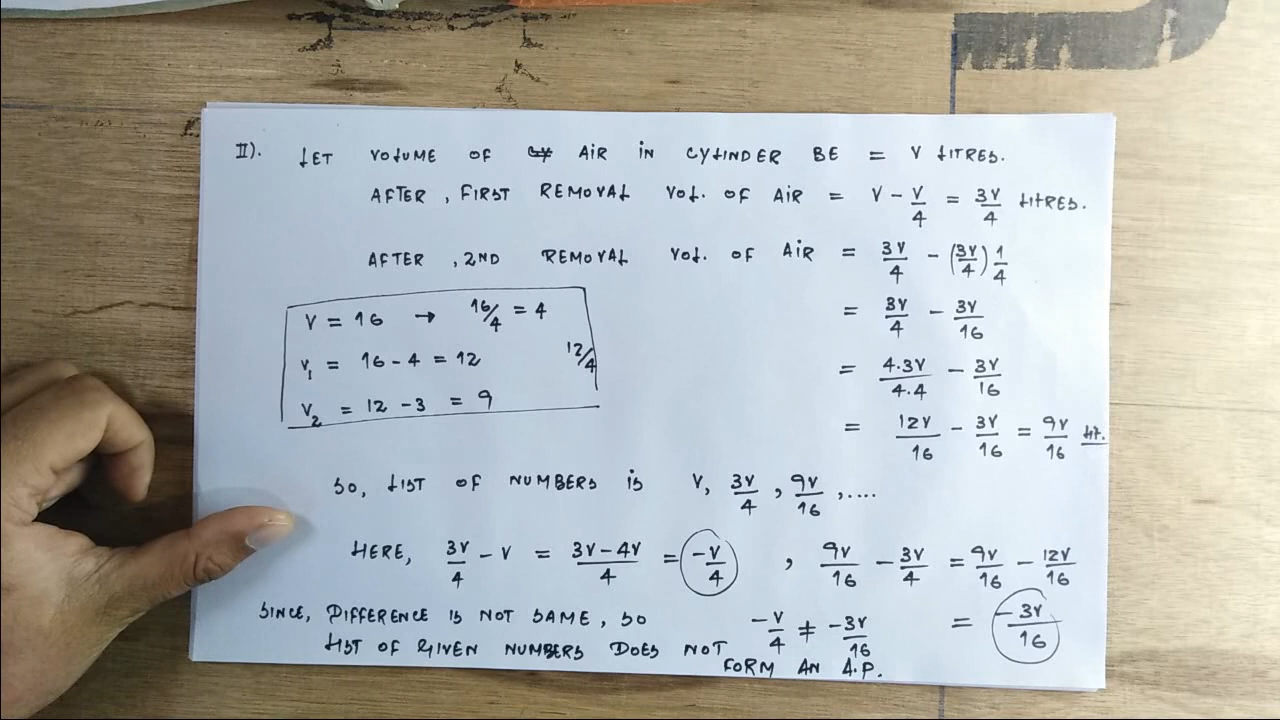 II). LET VOLUME OF AIR IN CYLINDER BE = V LITRES.
AFTER, FIRST REMOVAL VOL. OF AIR = V - V/4 = 3V/4 LITRES.
AFTER, 2ND REMOVAL VOL. OF AIR = 3V/4 - (3V/4) 1/4
= 3V/4 - 3V/16
= 4.3V/4.4 - 3V/16
= 12V/16 - 3V/16 = 9V/16 lit.
V = 16 → 16/4 = 4
V₁ = 16 - 4 = 12 12/4
V₂ = 12 - 3 = 9
SO, LIST OF NUMBERS IS V, 3V/4, 9V/16, ....
HERE, 3V/4 - V = 3V-4V/4 = -V/4 , 9V/16 - 3V/4 = 9V/16 - 12V/16
= -3V/16
SINCE, DIFFERENCE IS NOT SAME, SO -V/4 ≠ -3V/16
LIST OF GIVEN NUMBERS DOES NOT
FORM AN A.P.